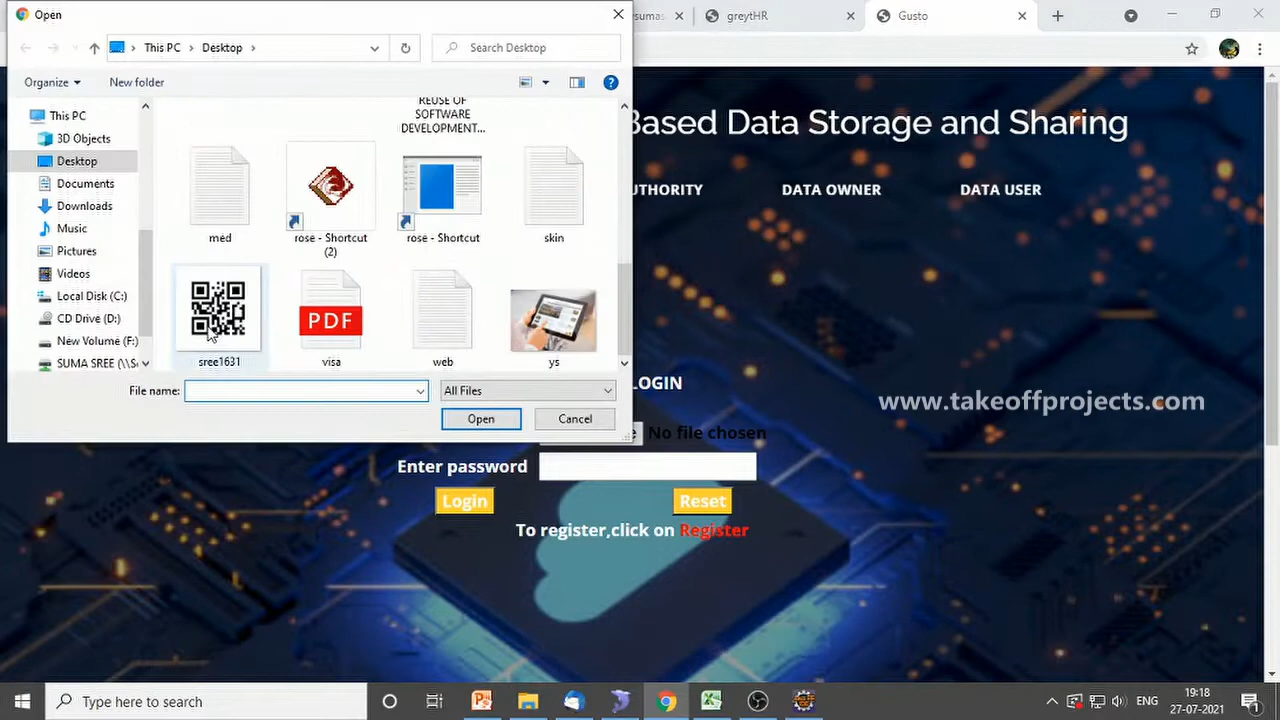 Open
esumas
greytHR
Gusto
This PC
Desktop
Search Desktop
Organize
New folder
Based Data Storage and Sharing
REUSE OF
SOFTWARE
DEVELOPMENT...
This PC
3D Objects
Desktop
Documents
Downloads
Music
Pictures
Videos
Local Disk (C:)
CD Drive (D:)
New Volume (F:)
SUMA SREE (\\S
UTHORITY
DATA OWNER
DATA USER
med
rose - Shortcut
(2)
rose - Shortcut
skin
PDF
sree1631
visa
web
ys
File name:
All Files
Open
Cancel
LOGIN
www.takeoffprojects.com
No file chosen
Enter password
Login
Reset
To register,click on Register
Type here to search
ENG
19:18
27-07-2021